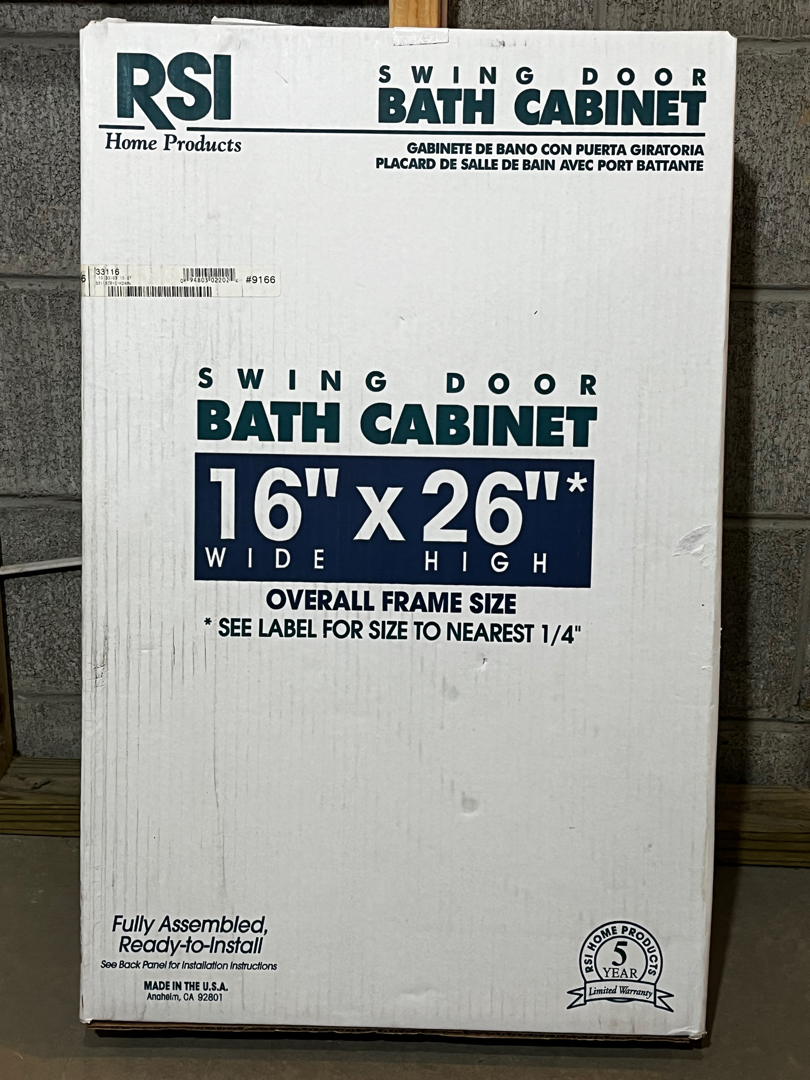 RSI
Home Products
SWING DOOR
BATH CABINET
GABINETE DE BANO CON PUERTA GIRATORIA
PLACARD DE SALLE DE BAIN AVEC PORT BATTANTE
6
33116
#9166
SWING DOOR
BATH CABINET
16" x 26"*
WIDE HIGH
OVERALL FRAME SIZE
* SEE LABEL FOR SIZE TO NEAREST 1/4"
Fully Assembled,
Ready-to-Install
See Back Panel for Installation Instructions
MADE IN THE U.S.A.
Anaheim, CA 92801
RSI HOME PRODUCTS
5
YEAR
Limited Warranty